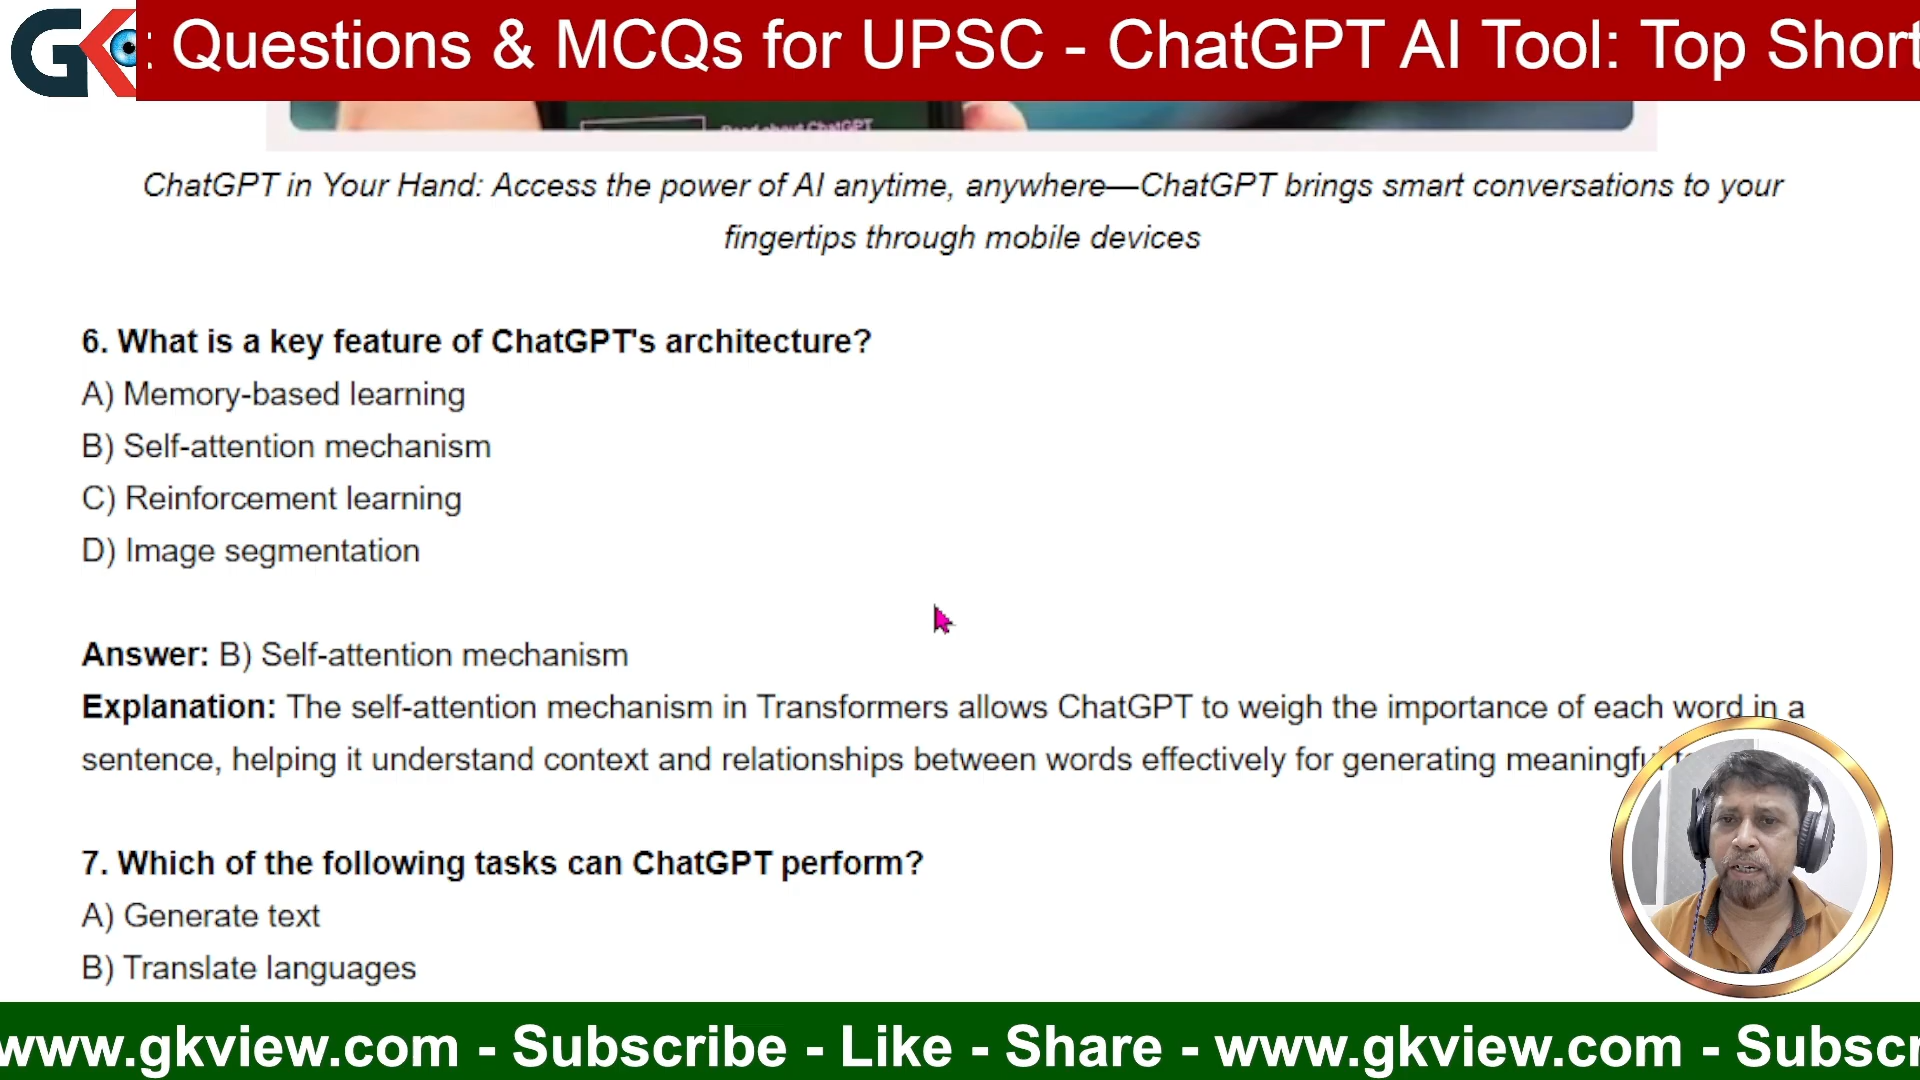 GK
: Questions & MCQs for UPSC - ChatGPT AI Tool: Top Short
Read about ChatGPT
ChatGPT in Your Hand: Access the power of AI anytime, anywhere—ChatGPT brings smart conversations to your
fingertips through mobile devices
6. What is a key feature of ChatGPT's architecture?
A) Memory-based learning
B) Self-attention mechanism
C) Reinforcement learning
D) Image segmentation
Answer: B) Self-attention mechanism
Explanation: The self-attention mechanism in Transformers allows ChatGPT to weigh the importance of each word in a
sentence, helping it understand context and relationships between words effectively for generating meaningful
7. Which of the following tasks can ChatGPT perform?
A) Generate text
B) Translate languages
www.gkview.com - Subscribe - Like - Share - www.gkview.com - Subscr